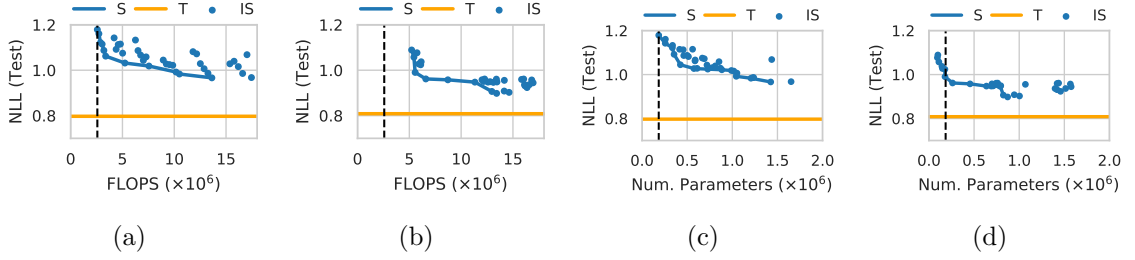 S T IS
NLL (Test)
1.2
1.0
0.8
0 5 10 15
FLOPS (×10⁶)
(a)
S T IS
NLL (Test)
1.2
1.0
0.8
0 5 10 15
FLOPS (×10⁶)
(b)
S T IS
NLL (Test)
1.2
1.0
0.8
0.0 0.5 1.0 1.5 2.0
Num. Parameters (×10⁶)
(c)
S T IS
NLL (Test)
1.2
1.0
0.8
0.0 0.5 1.0 1.5 2.0
Num. Parameters (×10⁶)
(d)